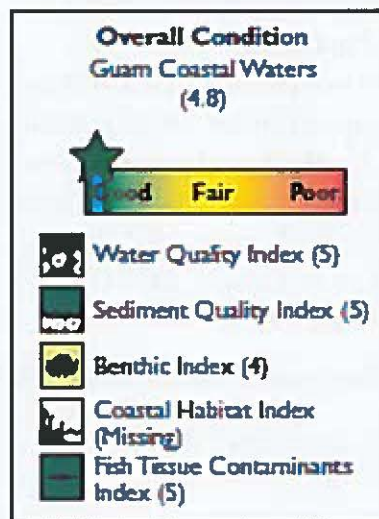 Overall Condition
Guam Coastal Waters
(4.8)
Good Fair Poor
Water Quality Index (5)
Sediment Quality Index (5)
Benthic Index (4)
Coastal Habitat Index
(Missing)
Fish Tissue Contaminants
Index (5)